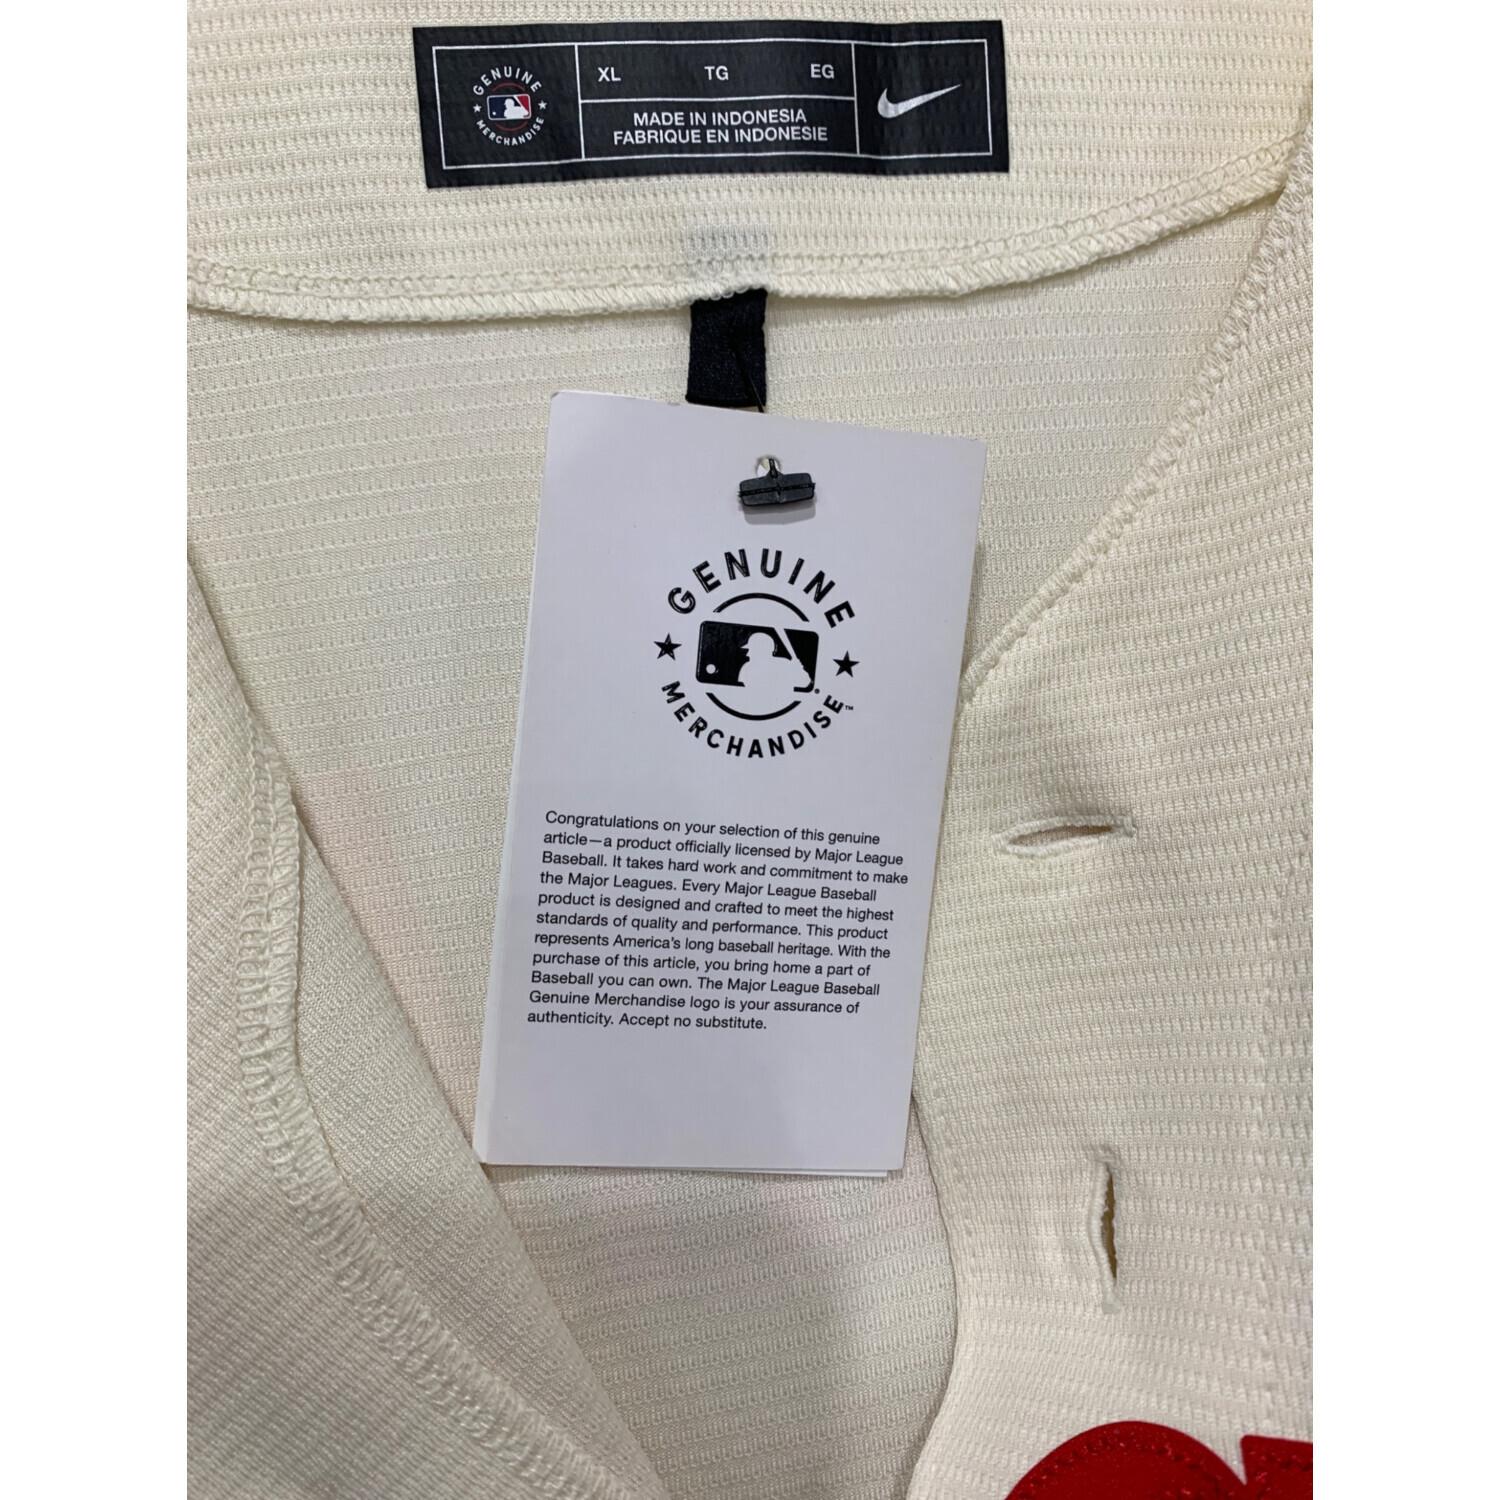 GENUINE
MERCHANDISE
XL TG EG
MADE IN INDONESIA
FABRIQUE EN INDONESIE
GENUINE
MERCHANDISE™
Congratulations on your selection of this genuine
article—a product officially licensed by Major League
Baseball. It takes hard work and commitment to make
the Major Leagues. Every Major League Baseball
product is designed and crafted to meet the highest
standards of quality and performance. This product
represents America's long baseball heritage. With the
purchase of this article, you bring home a part of
Baseball you can own. The Major League Baseball
Genuine Merchandise logo is your assurance of
authenticity. Accept no substitute.